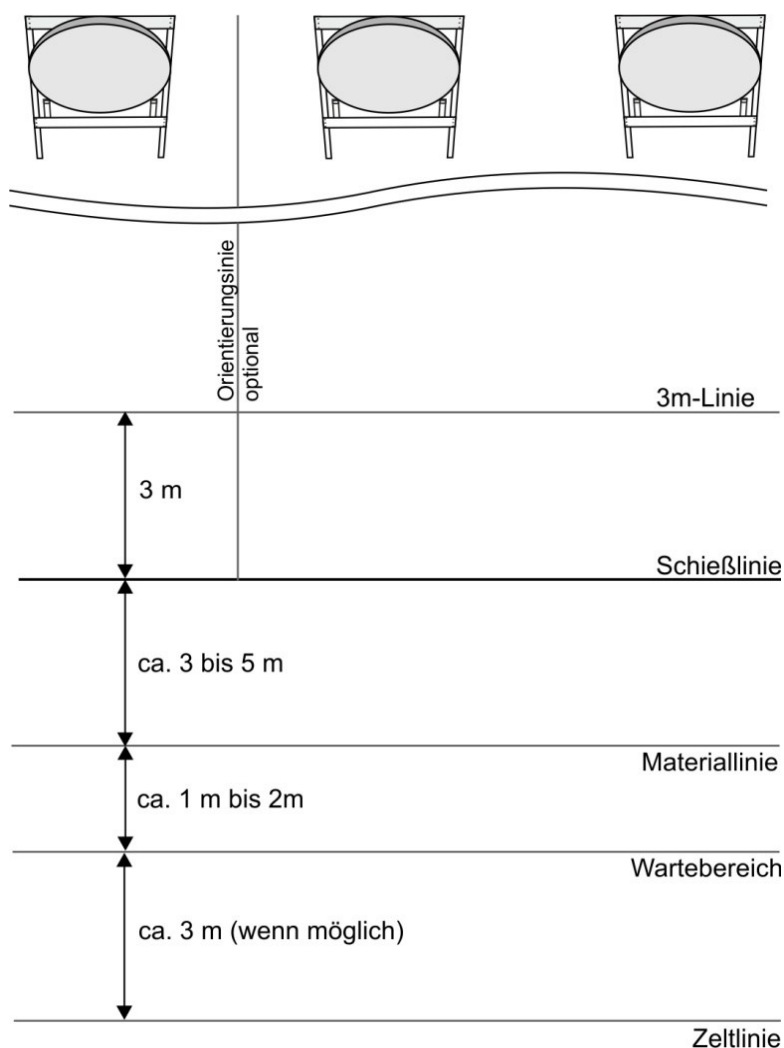 Orientierungsinie
optional
3m-Linie
3 m
Schießlinie
ca. 3 bis 5 m
Materiallinie
ca. 1 m bis 2m
Wartebereich
ca. 3 m (wenn möglich)
Zeltlinie